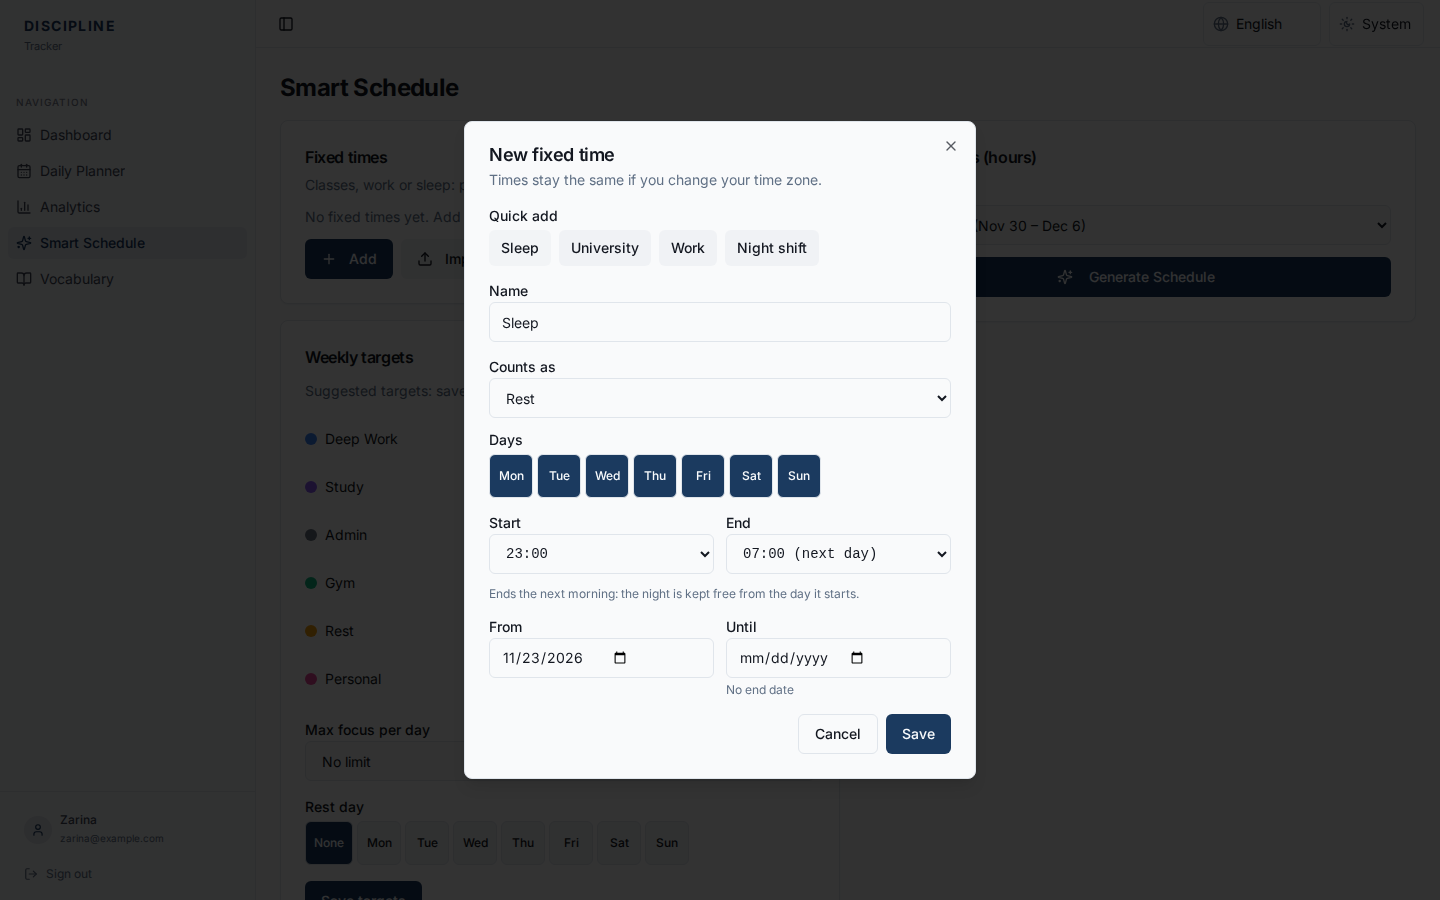 DISCIPLINE
Tracker
NAVIGATION
Dashboard
Daily Planner
Analytics
Smart Schedule
Vocabulary
Zarina
zarina@example.com
Sign out
English
System
Smart Schedule
Fixed times
Classes, work or sleep:
No fixed times yet. Add
Add
(hours)
(Nov 30 – Dec 6)
Generate Schedule
Weekly targets
Suggested targets:
Deep Work
Study
Admin
Gym
Rest
Personal
Max focus per day
No limit
Rest day
None Mon Tue Wed Thu Fri Sat Sun
New fixed time
Times stay the same if you change your time zone.
Quick add
Sleep University Work Night shift
Name
Sleep
Counts as
Rest
Days
Mon Tue Wed Thu Fri Sat Sun
Start End
23:00 07:00 (next day)
Ends the next morning: the night is kept free from the day it starts.
From Until
11/23/2026 mm/dd/yyyy
No end date
Cancel Save